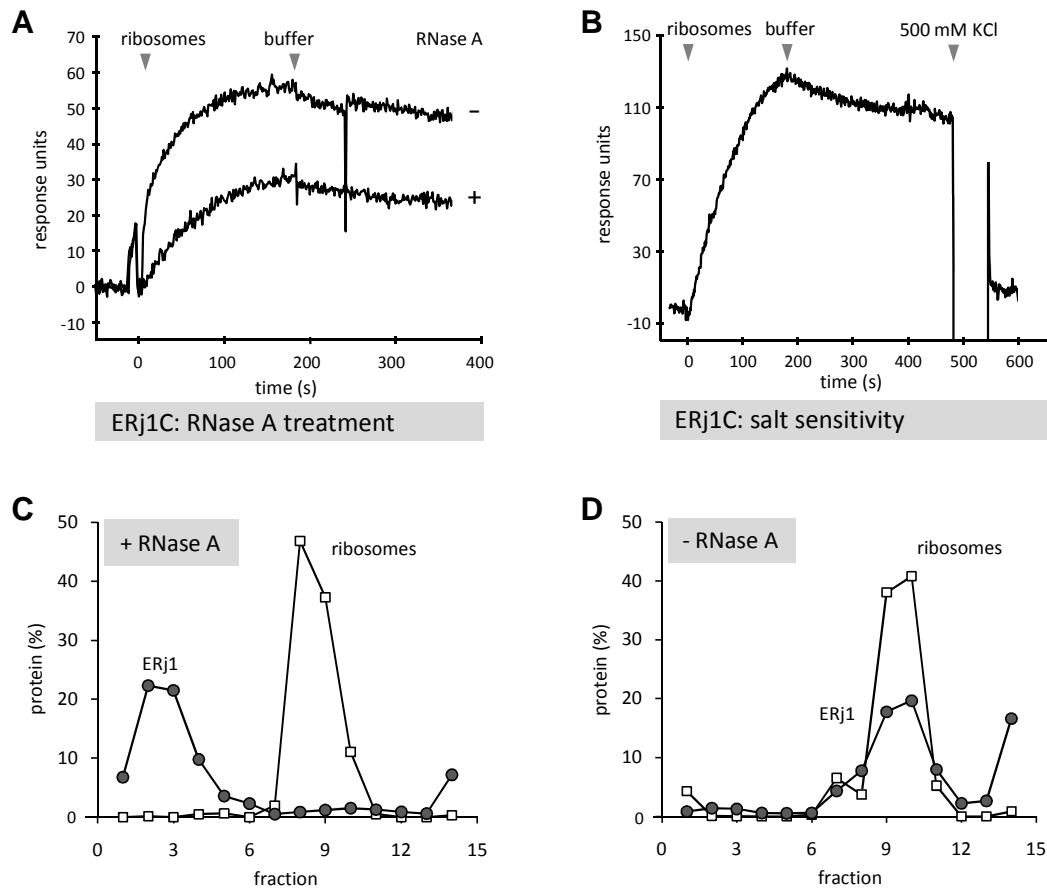 A
ribosomes
buffer
RNase A
70
60
50
40
30
20
10
0
-10
response units
–
+
0
100
200
300
400
time (s)
ERj1C: RNase A treatment
B
ribosomes
buffer
500 mM KCl
150
110
70
30
-10
response units
0
100
200
300
400
500
600
time (s)
ERj1C: salt sensitivity
C
+ RNase A
ribosomes
ERj1
50
40
30
20
10
0
protein (%)
0
3
6
9
12
15
fraction
D
- RNase A
ribosomes
ERj1
50
40
30
20
10
0
protein (%)
0
3
6
9
12
15
fraction